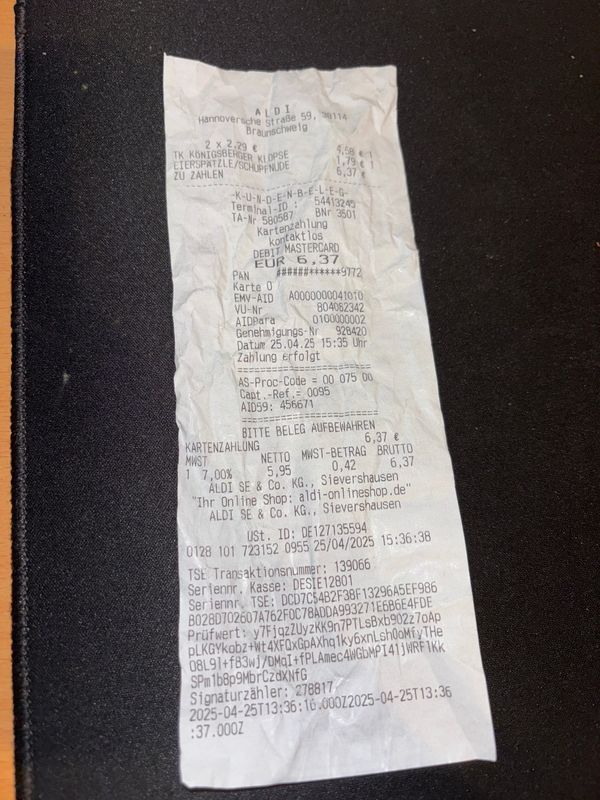 ALDI
Hannoversche Straße 59, 38114
Braunschweig
2 x 2,29 €
TK KÖNIGSBERGER KLOPSE 4,58 € 1
EIERSPÄTZLE/SCHUPFNUDE 1,79 € 1
ZU ZAHLEN 6,37 €
-K-U-N-D-E-N-B-E-L-E-G-
Terminal-ID : 54413245
TA-Nr 580587 BNr 3501
Kartenzahlung
kontaktlos
DEBIT MASTERCARD
EUR 6,37
PAN ######******9772
Karte 0
EMV-AID A0000000041010
VU-Nr 804062342
AIDPara 0100000002
Genehmigungs-Nr 928420
Datum 25.04.25 15:35 Uhr
Zahlung erfolgt
=====================
AS-Proc-Code = 00 075 00
Capt.-Ref.= 0095
AID59: 456671
=====================
BITTE BELEG AUFBEWAHREN
KARTENZAHLUNG 6,37 €
MWST NETTO MWST-BETRAG BRUTTO
1 7,00% 5,95 0,42 6,37
ALDI SE & Co. KG., Sievershausen
"Ihr Online Shop: aldi-onlineshop.de"
ALDI SE & Co. KG., Sievershausen
USt. ID: DE127135594
0128 101 723152 0955 25/04/2025 15:36:38
TSE Transaktionsnummer: 139066
Seriennr. Kasse: DESIE12801
Seriennr. TSE: DCD7C54B2F38F13296A5EF986
B028D702607A762F0C78ADDA993271E6B6E4FDE
Prüfwert: y7FjqzZUyzKK9n7PTLsBxb902z7oAp
pLKGYkobz+Wt4XFQxGpAXhq1ky6xnLsh0oMfyTHe
O8L9l+fB3Wj/DMqI+fPLAmec4WGbMPI41jWRF1Kk
SPm1b8p9MbrCzdXNfG
Signaturzähler: 278817
2025-04-25T13:36:16.000Z2025-04-25T13:36
:37.000Z